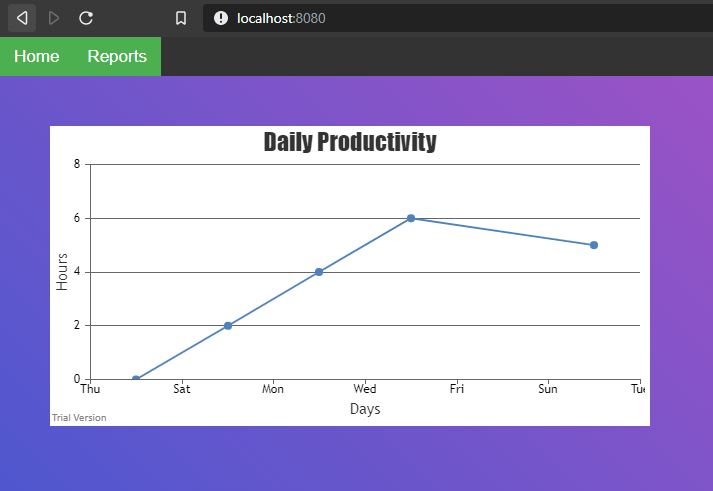 localhost:8080
Home Reports
Daily Productivity
8
6
4
2
0
Hours
Thu Sat Mon Wed Fri Sun Tue
Days
Trial Version